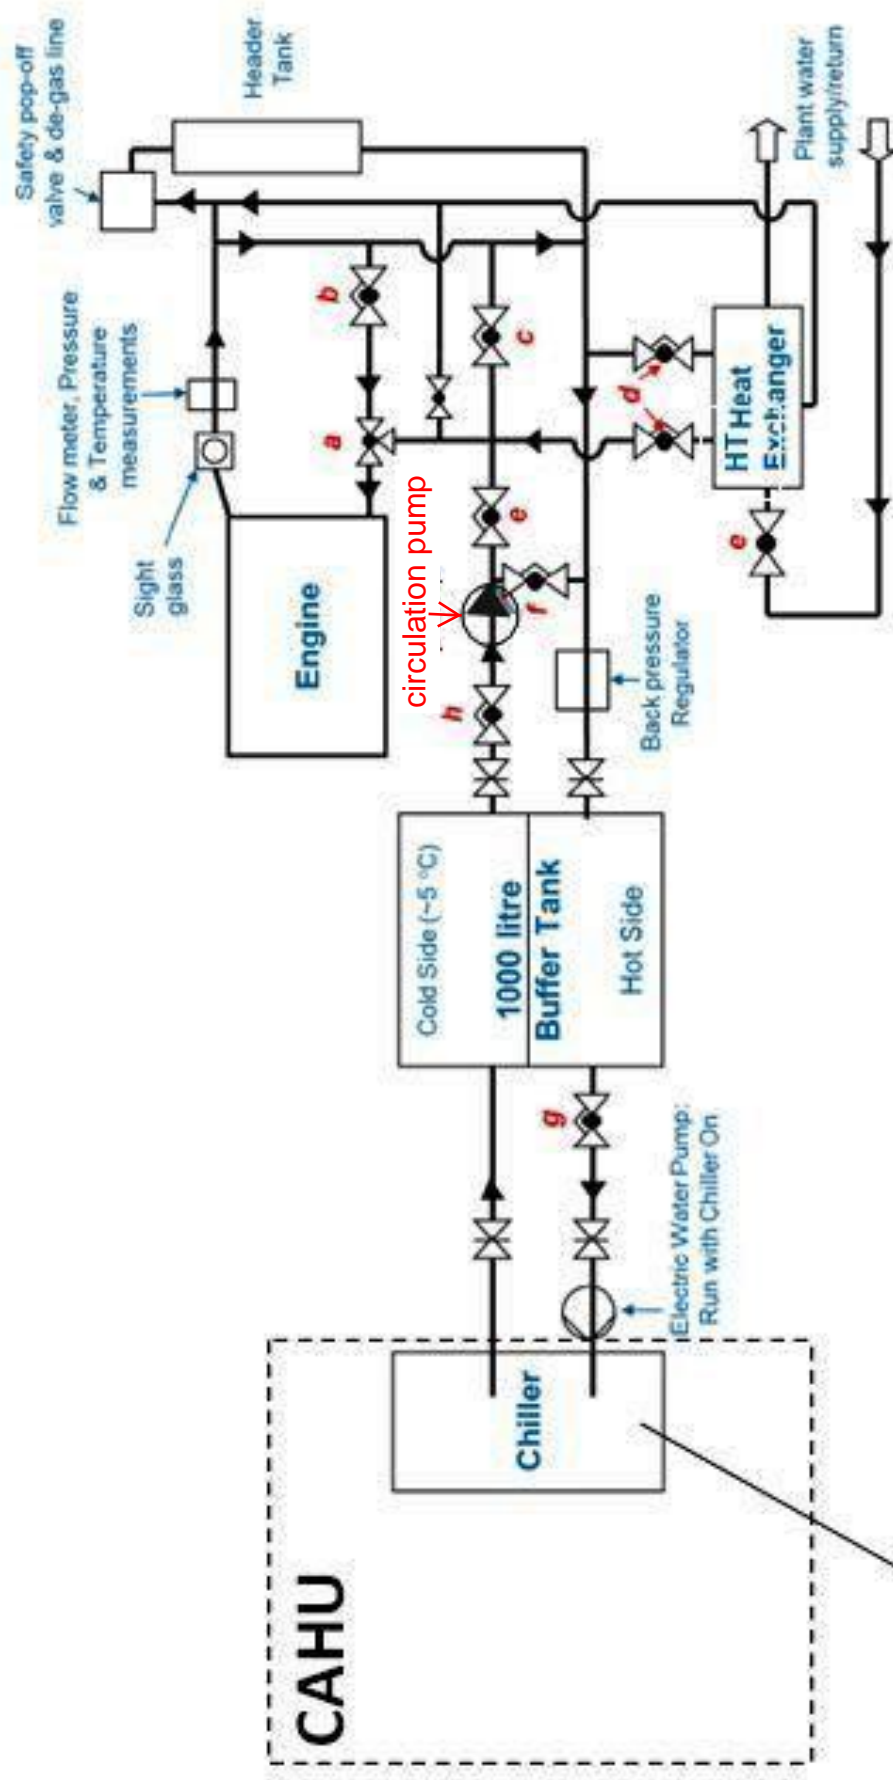 CAHU
Chiller
Electric Water Pump:
Run with Chiller On
g
Cold Side (~5 °C)
1000 litre
Buffer Tank
Hot Side
h
circulation pump
e
f
Back pressure
Regulator
Engine
Sight
glass
Flow meter, Pressure
& Temperature
measurements
a
b
c
d
e
HT Heat
Exchanger
Safety pop-off
valve & de-gas line
Header
Tank
Plant water
supply/return